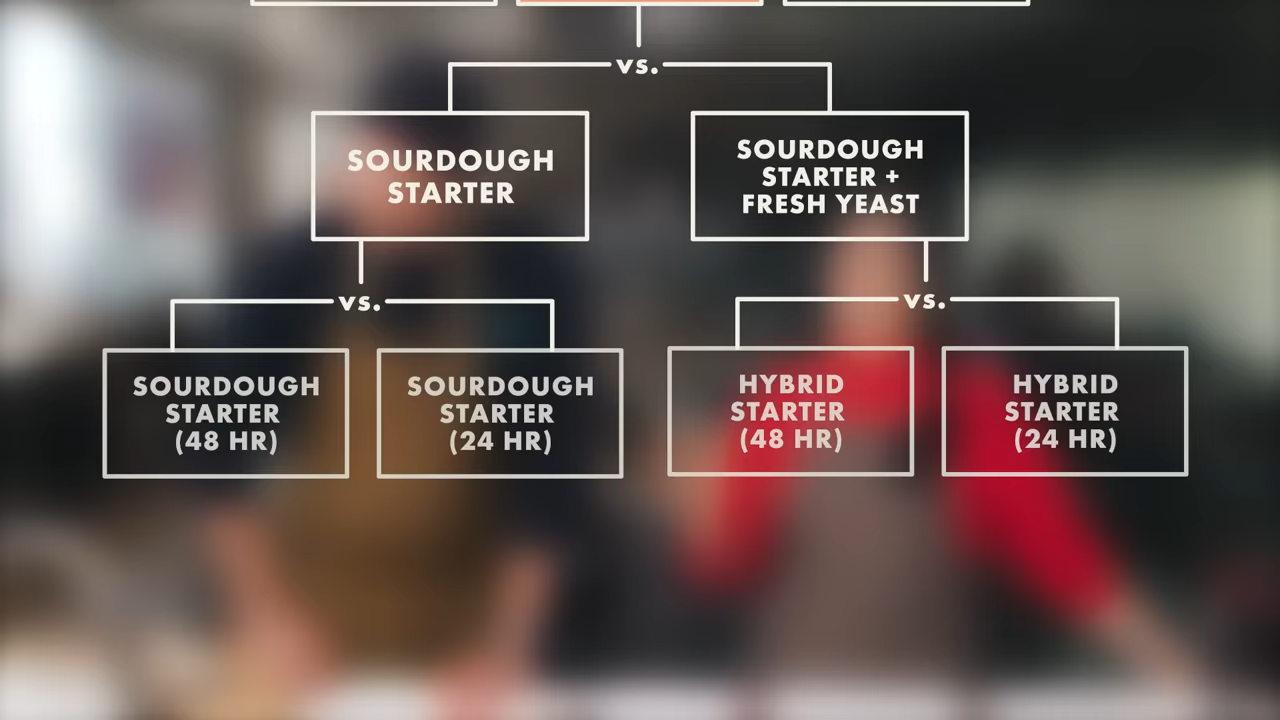 vs.
SOURDOUGH
STARTER
SOURDOUGH
STARTER +
FRESH YEAST
vs.
vs.
SOURDOUGH
STARTER
(48 HR)
SOURDOUGH
STARTER
(24 HR)
HYBRID
STARTER
(48 HR)
HYBRID
STARTER
(24 HR)